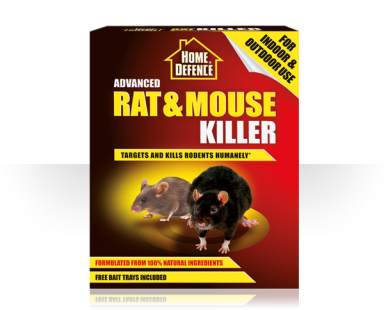 HOME
DEFENCE
FOR
INDOOR &
OUTDOOR USE
ADVANCED
RAT & MOUSE
KILLER
TARGETS AND KILLS RODENTS HUMANELY*
FORMULATED FROM 100% NATURAL INGREDIENTS
FREE BAIT TRAYS INCLUDED